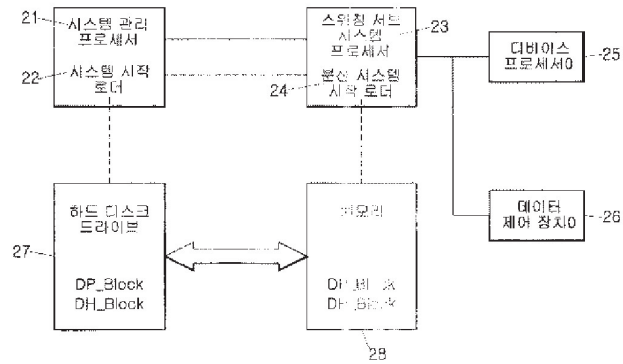 21
시스템 관리
프로세서
22
시스템 시작
로더
스위칭 서브
시스템
프로세서
23
분산 시스템
시작 로더
24
디바이스
프로세서0
25
데이터
제어 장치0
26
하드 디스크
드라이브
27
DP_Block
DH_Block
메모리
DP_Block
DH_Block
28